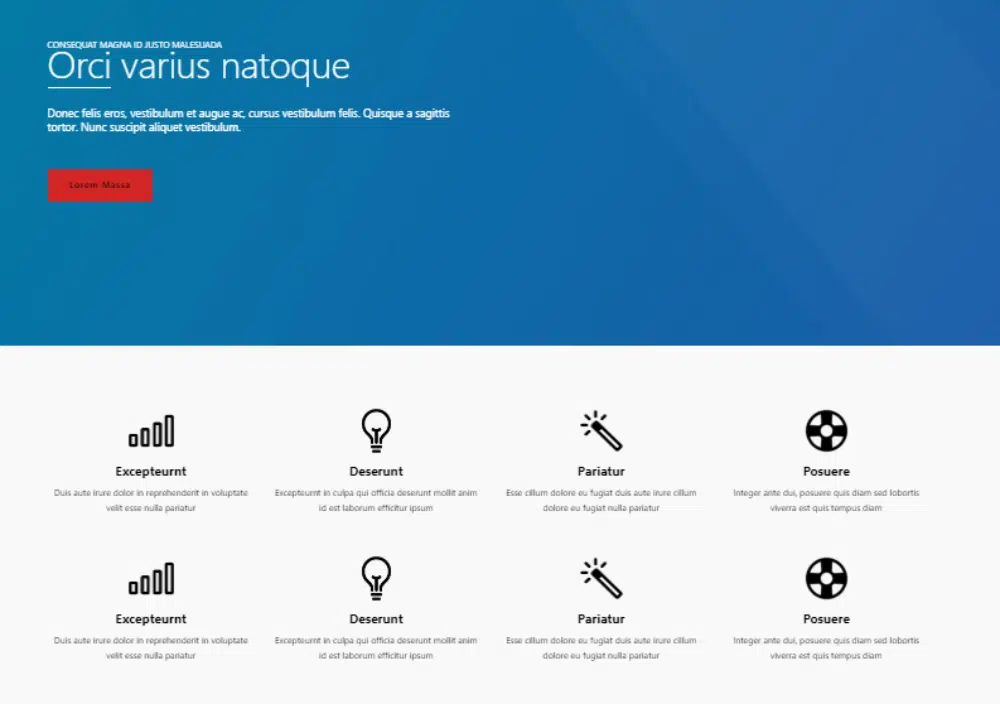 CONSEQUAT MAGNA ID JUSTO MALESUADA
Orci varius natoque
Donec felis eros, vestibulum et augue ac, cursus vestibulum felis. Quisque a sagittis
tortor. Nunc suscipit aliquet vestibulum.
Lorem Massa
Excepteurnt
Duis aute irure dolor in reprehenderit in voluptate
velit esse nulla pariatur
Deserunt
Excepteurnt in culpa qui officia deserunt mollit anim
id est laborum efficitur ipsum
Pariatur
Esse cillum dolore eu fugiat duis aute irure cillum
dolore eu fugiat nulla pariatur
Posuere
Integer ante dui, posuere quis diam sed lobortis
viverra est quis tempus diam
Excepteurnt
Duis aute irure dolor in reprehenderit in voluptate
velit esse nulla pariatur
Deserunt
Excepteurnt in culpa qui officia deserunt mollit anim
id est laborum efficitur ipsum
Pariatur
Esse cillum dolore eu fugiat duis aute irure cillum
dolore eu fugiat nulla pariatur
Posuere
Integer ante dui, posuere quis diam sed lobortis
viverra est quis tempus diam